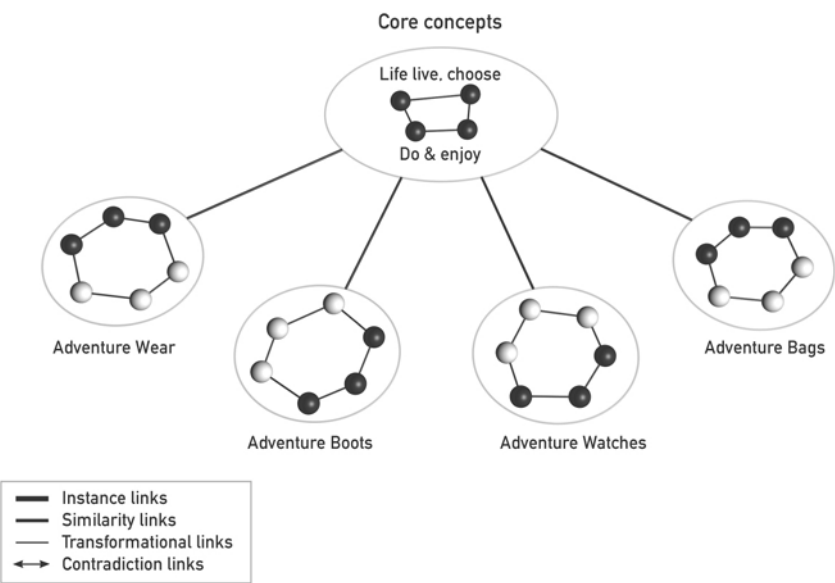 Core concepts
Life live, choose
Do & enjoy
Adventure Wear
Adventure Bags
Adventure Boots
Adventure Watches
Instance links
Similarity links
Transformational links
Contradiction links